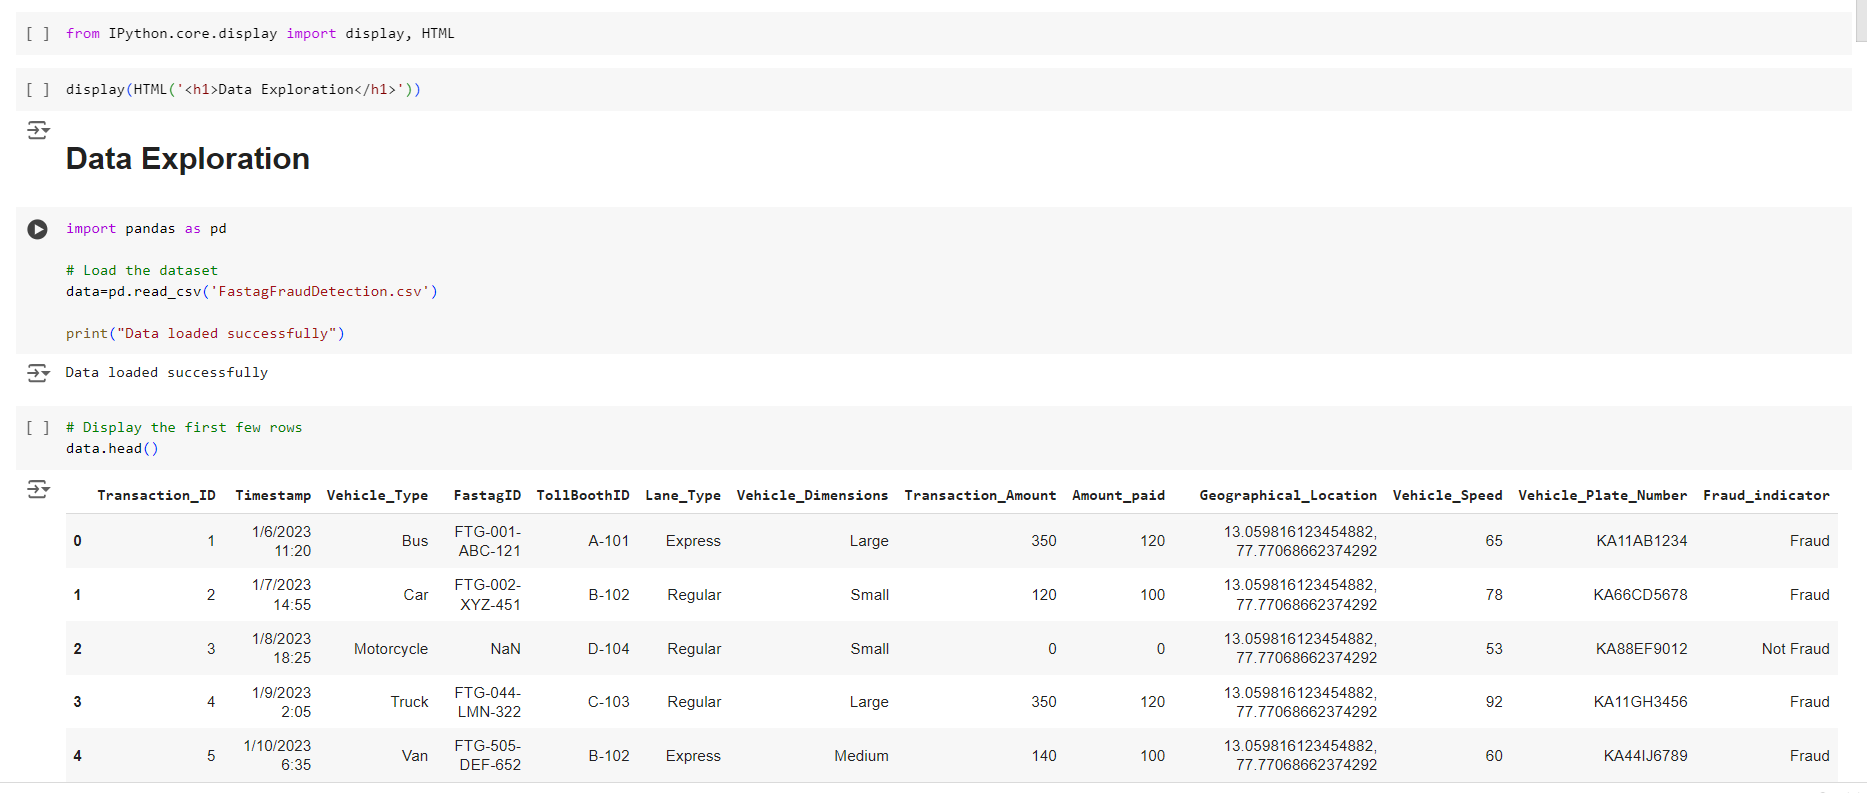 [ ] from IPython.core.display import display, HTML
[ ] display(HTML('<h1>Data Exploration</h1>'))
Data Exploration
import pandas as pd
# Load the dataset
data=pd.read_csv('FastagFraudDetection.csv')
print("Data loaded successfully")
Data loaded successfully
[ ] # Display the first few rows
data.head()
Transaction_ID Timestamp Vehicle_Type FastagID TollBoothID Lane_Type Vehicle_Dimensions Transaction_Amount Amount_paid Geographical_Location Vehicle_Speed Vehicle_Plate_Number Fraud_indicator
0 1 1/6/2023 11:20 Bus FTG-001-ABC-121 A-101 Express Large 350 120 13.059816123454882, 77.77068662374292 65 KA11AB1234 Fraud
1 2 1/7/2023 14:55 Car FTG-002-XYZ-451 B-102 Regular Small 120 100 13.059816123454882, 77.77068662374292 78 KA66CD5678 Fraud
2 3 1/8/2023 18:25 Motorcycle NaN D-104 Regular Small 0 0 13.059816123454882, 77.77068662374292 53 KA88EF9012 Not Fraud
3 4 1/9/2023 2:05 Truck FTG-044-LMN-322 C-103 Regular Large 350 120 13.059816123454882, 77.77068662374292 92 KA11GH3456 Fraud
4 5 1/10/2023 6:35 Van FTG-505-DEF-652 B-102 Express Medium 140 100 13.059816123454882, 77.77068662374292 60 KA44IJ6789 Fraud